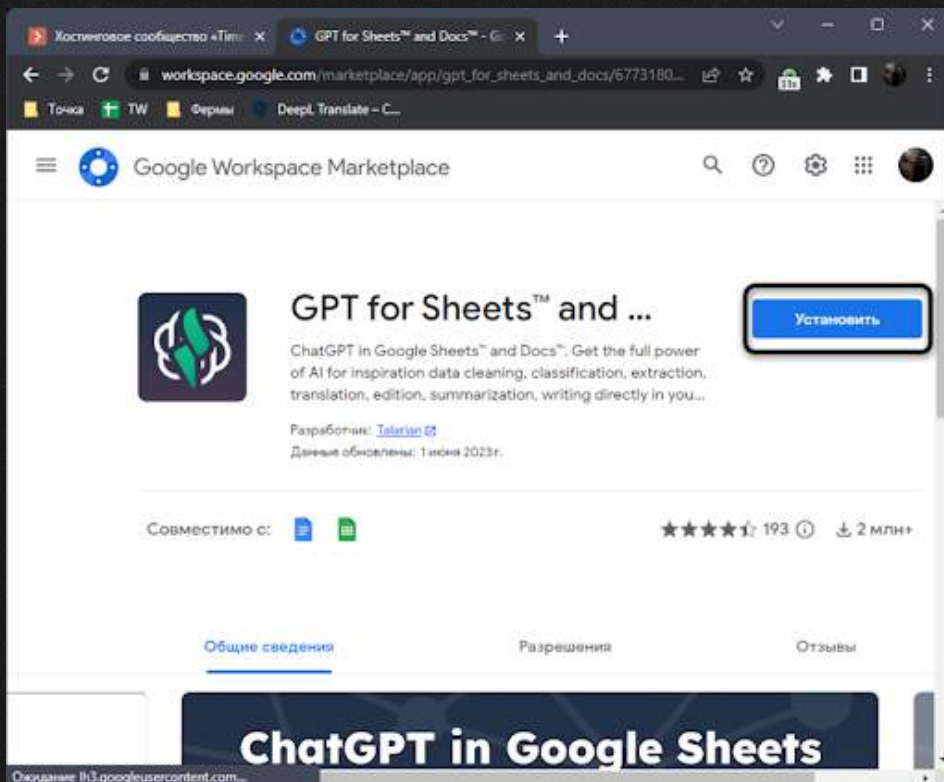 Хостинговое сообщество «Time
GPT for Sheets™ and Docs™ - G
workspace.google.com/marketplace/app/gpt_for_sheets_and_docs/6773180...
11s
Точка
TW
Фермы
DeepL Translate – С...
Google Workspace Marketplace
GPT for Sheets™ and ...
Установить
ChatGPT in Google Sheets™ and Docs™. Get the full power
of AI for inspiration data cleaning, classification, extraction,
translation, edition, summarization, writing directly in you...
Разработчик: Talarian
Данные обновлены: 1 июня 2023 г.
Совместимо с:
193
2 млн+
Общие сведения
Разрешения
Отзывы
ChatGPT in Google Sheets
Ожидание lh3.googleusercontent.com...